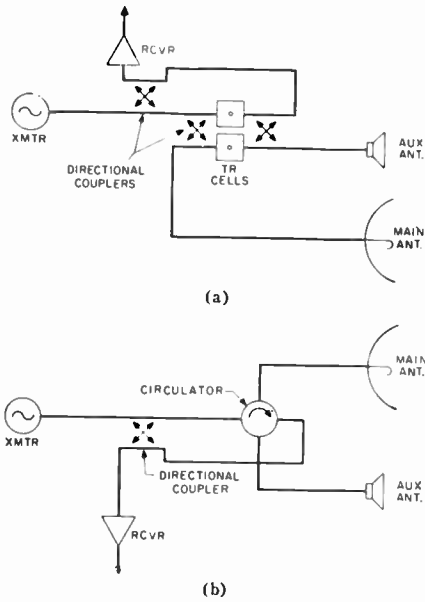 RCVR
XMTR
DIRECTIONAL
COUPLERS
TR
CELLS
AUX
ANT.
MAIN
ANT.
(a)
MAIN
ANT.
CIRCULATOR
XMTR
DIRECTIONAL
COUPLER
AUX
ANT.
RCVR
(b)